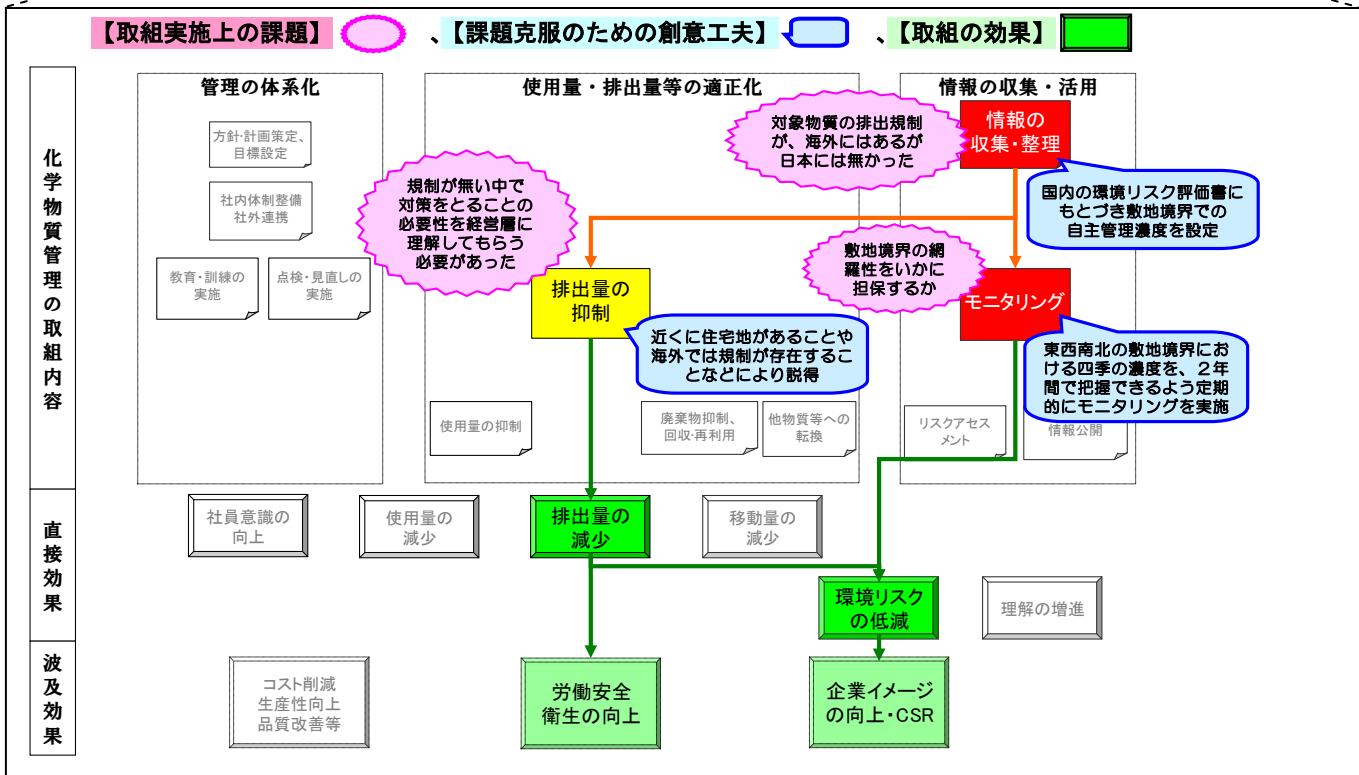 【取組実施上の課題】 、【課題克服のための創意工夫】 、【取組の効果】
化学物質管理の取組内容
管理の体系化
方針・計画策定、
目標設定
社内体制整備
社外連携
教育・訓練の
実施
点検・見直しの
実施
使用量・排出量等の適正化
規制が無い中で
対策をとることの
必要性を経営層に
理解してもらう
必要があった
排出量の
抑制
近くに住宅地があることや
海外では規制が存在するこ
となどにより説得
使用量の抑制
廃棄物抑制、
回収・再利用
他物質等への
転換
情報の収集・活用
対象物質の排出規制
が、海外にはあるが
日本には無かった
情報の
収集・整理
国内の環境リスク評価書に
もとづき敷地境界での
自主管理濃度を設定
敷地境界の網
羅性をいかに
担保するか
モニタリング
東西南北の敷地境界にお
ける四季の濃度を、２年
間で把握できるよう定期
的にモニタリングを実施
リスクアセス
メント
情報公開
直接効果
社員意識の
向上
使用量の
減少
排出量の
減少
移動量の
減少
環境リスク
の低減
理解の増進
波及効果
コスト削減
生産性向上
品質改善等
労働安全
衛生の向上
企業イメージ
の向上・CSR